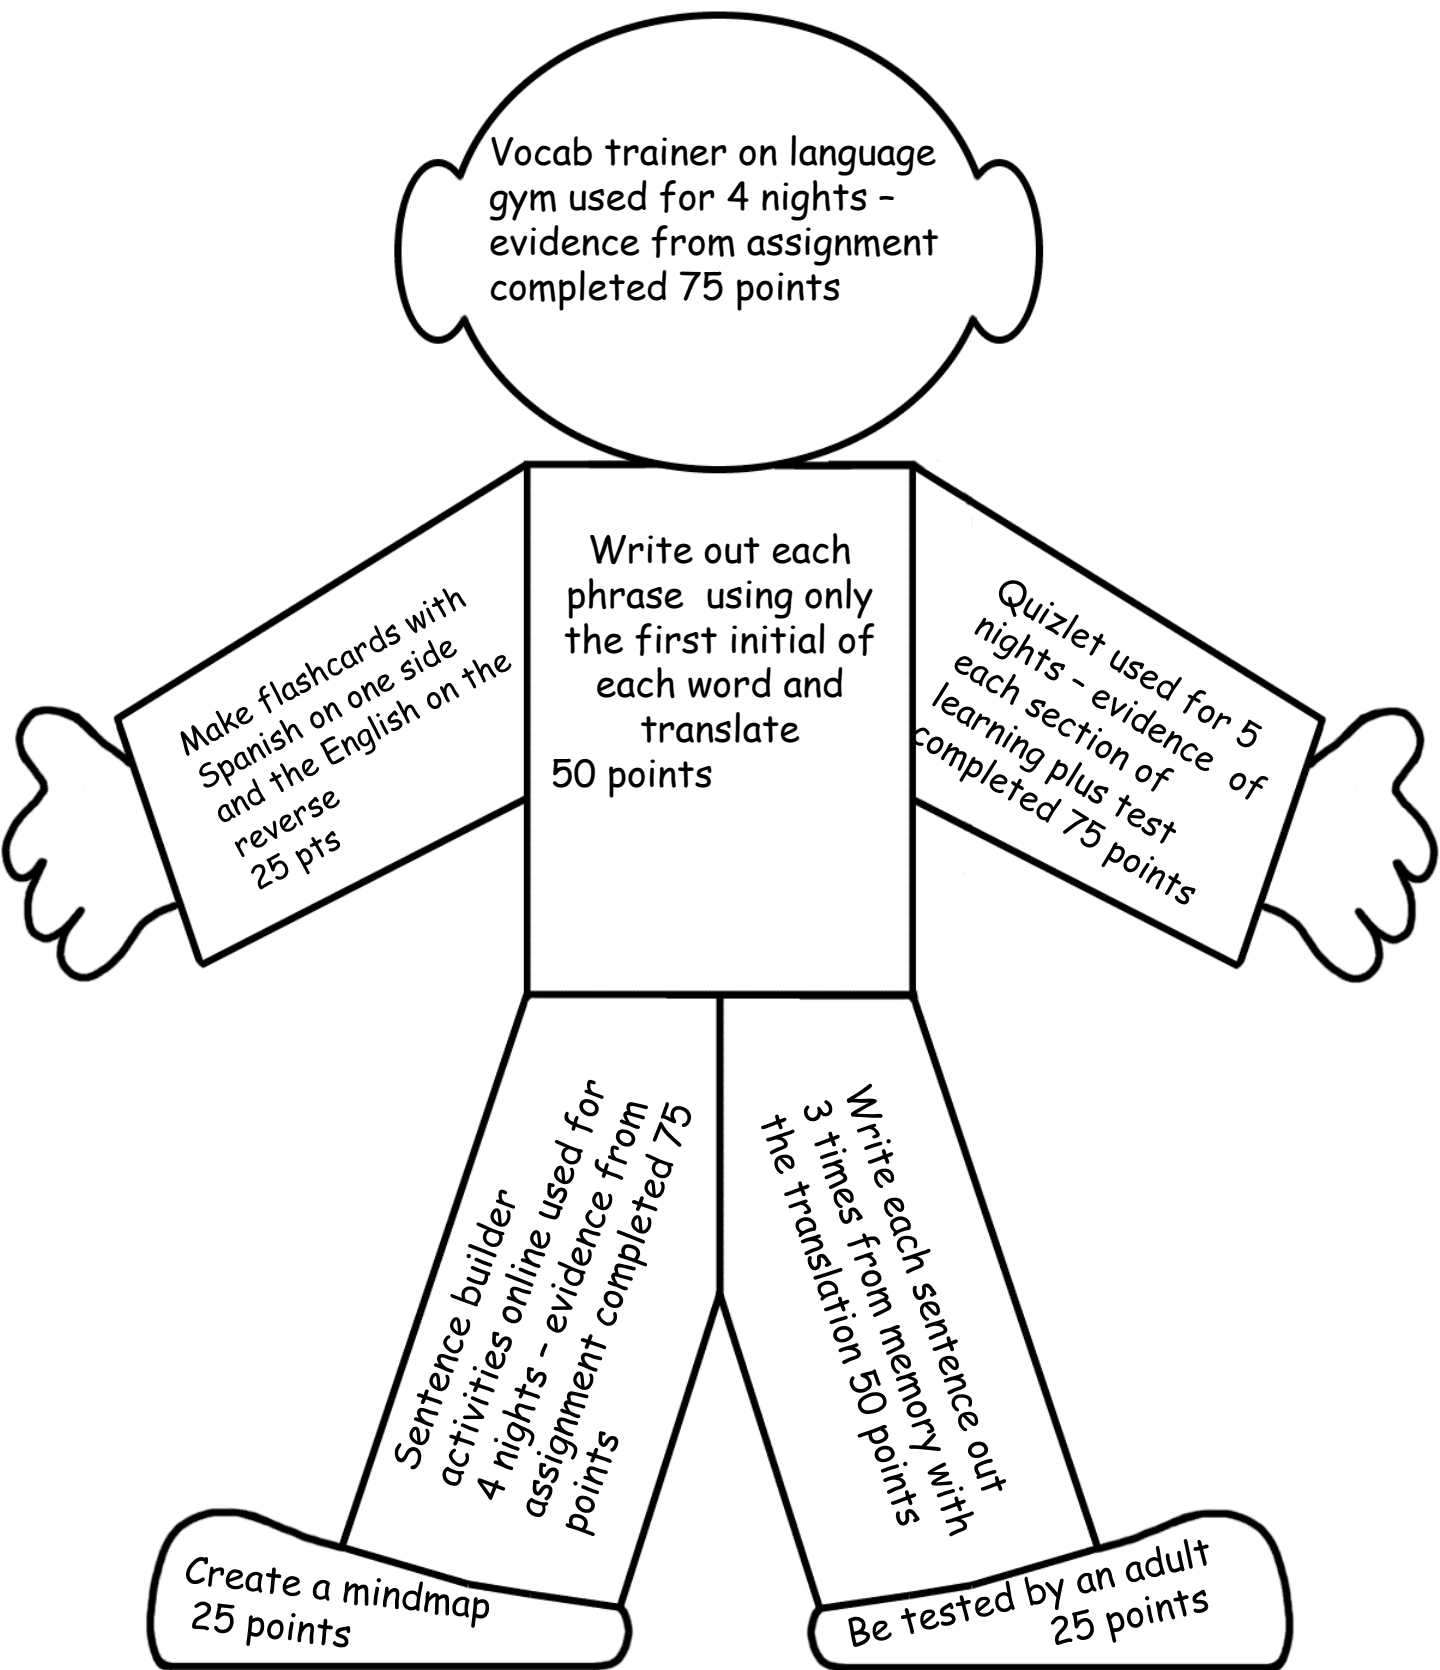 Vocab trainer on language
gym used for 4 nights –
evidence from assignment
completed 75 points
Make flashcards with
Spanish on one side
and the English on the
reverse
25 pts
Write out each
phrase  using only
the first initial of
each word and
translate
50 points
Quizlet used for 5
nights – evidence  of
each section of
learning plus test
completed 75 points
Sentence builder
activities online used for
4 nights – evidence from
assignment completed 75
points
Write each sentence out
3 times from memory with
the translation 50 points
Create a mindmap
25 points
Be tested by an adult
25 points